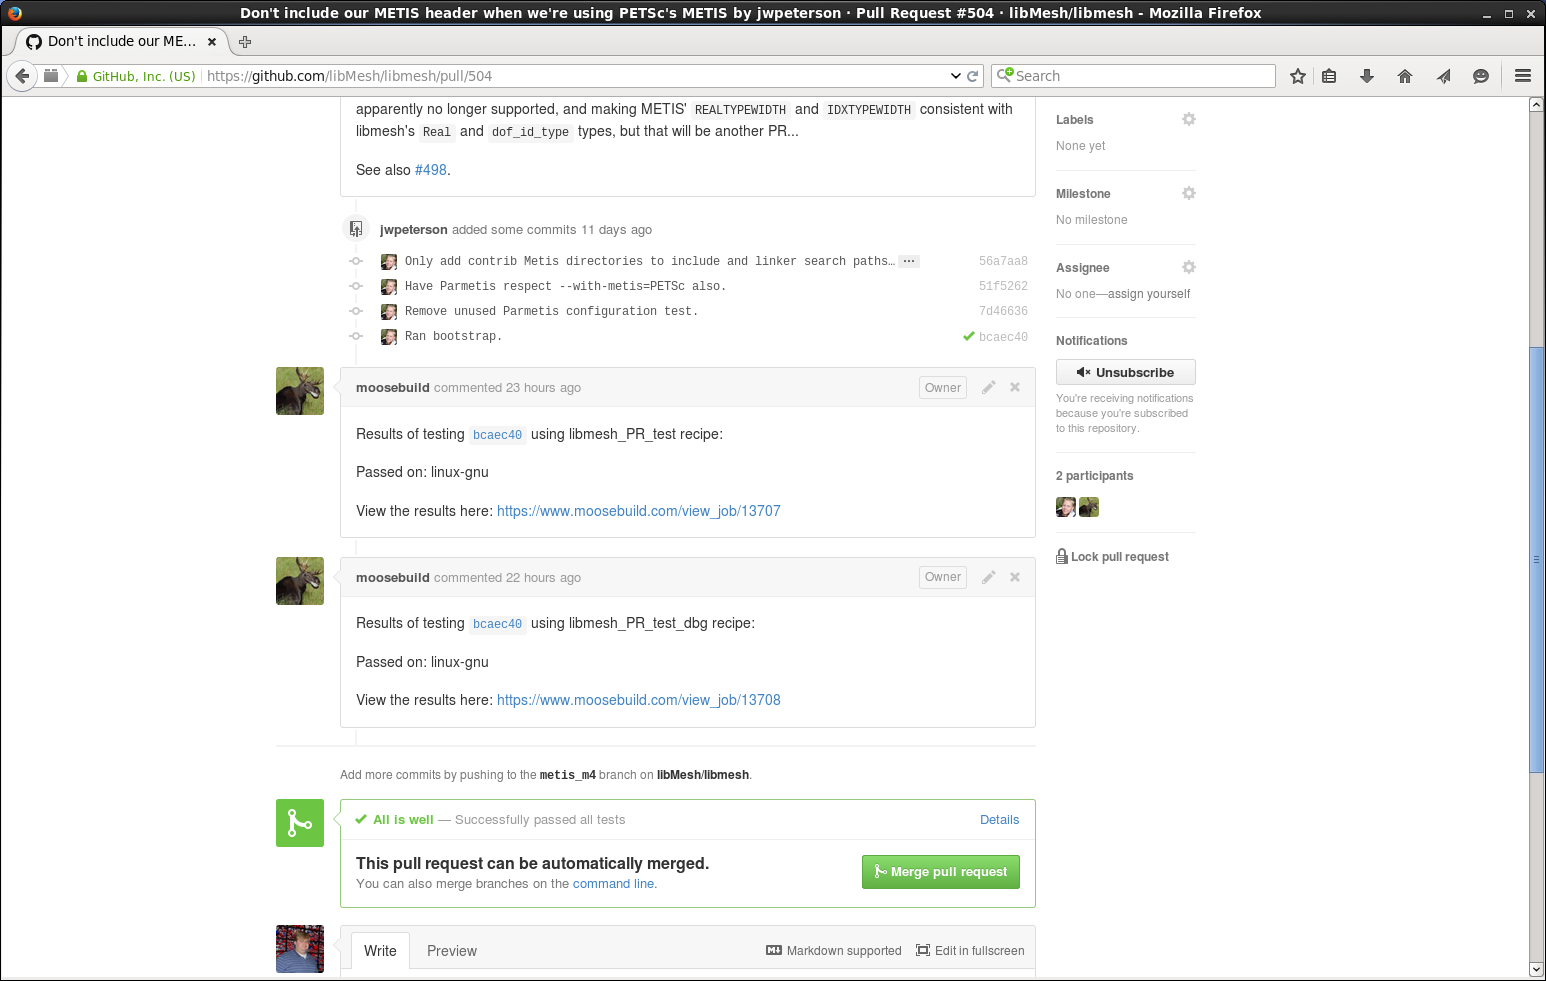 Don't include our METIS header when we're using PETSc's METIS by jwpeterson · Pull Request #504 · libMesh/libmesh - Mozilla Firefox
Don't include our ME...
GitHub, Inc. (US)
https://github.com/libMesh/libmesh/pull/504
Search
apparently no longer supported, and making METIS' REALTYPEWIDTH and IDXTYPEWIDTH consistent with
libmesh's Real and dof_id_type types, but that will be another PR...
See also #498.
jwpeterson added some commits 11 days ago
Only add contrib Metis directories to include and linker search paths… ... 56a7aa8
Have Parmetis respect --with-metis=PETSc also. 51f5262
Remove unused Parmetis configuration test. 7d46636
Ran bootstrap. bcaec40
moosebuild commented 23 hours ago Owner
Results of testing bcaec40 using libmesh_PR_test recipe:
Passed on: linux-gnu
View the results here: https://www.moosebuild.com/view_job/13707
moosebuild commented 22 hours ago Owner
Results of testing bcaec40 using libmesh_PR_test_dbg recipe:
Passed on: linux-gnu
View the results here: https://www.moosebuild.com/view_job/13708
Add more commits by pushing to the metis_m4 branch on libMesh/libmesh.
All is well — Successfully passed all tests Details
This pull request can be automatically merged.
You can also merge branches on the command line.
Merge pull request
Write Preview Markdown supported Edit in fullscreen
Labels
None yet
Milestone
No milestone
Assignee
No one—assign yourself
Notifications
Unsubscribe
You're receiving notifications
because you're subscribed
to this repository.
2 participants
Lock pull request